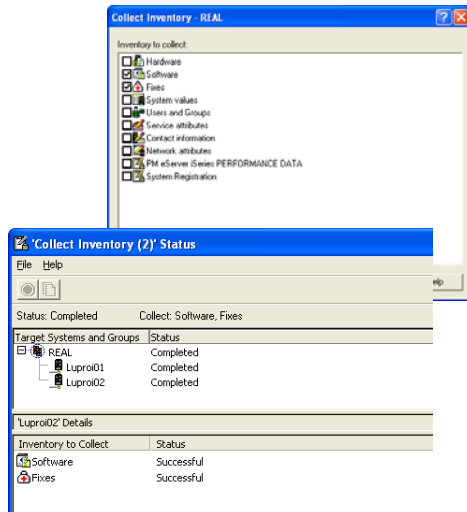 Collect Inventory - REAL
Inventory to collect:
Hardware
Software
Fixes
System values
Users and Groups
Service attributes
Contact information
Network attributes
PM eServer iSeries PERFORMANCE DATA
System Registration
elp
'Collect Inventory (2)' Status
File Help
Status: Completed Collect: Software, Fixes
Target Systems and Groups Status
REAL Completed
Luproi01 Completed
Luproi02 Completed
'Luproi02' Details
Inventory to Collect Status
Software Successful
Fixes Successful